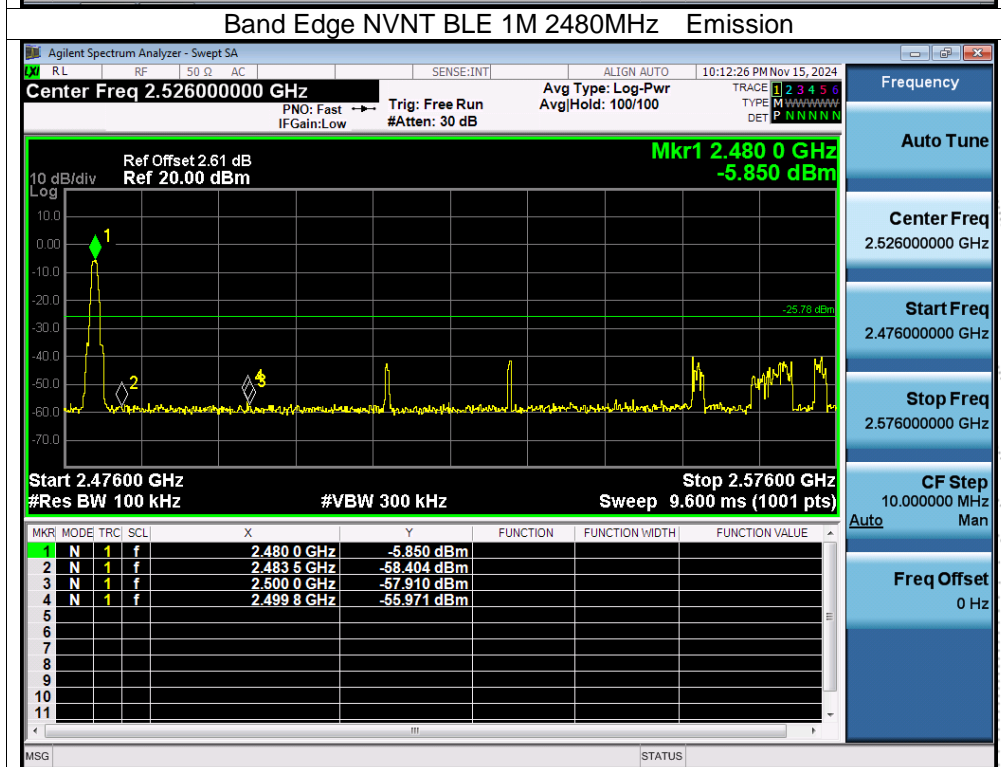 Band Edge NVNT BLE 1M 2480MHz Emission
Agilent Spectrum Analyzer - Swept SA
LXI RL RF 50 Ω AC SENSE:INT ALIGN AUTO 10:12:26 PM Nov 15, 2024
Center Freq 2.526000000 GHz
PNO: Fast Trig: Free Run
IFGain:Low #Atten: 30 dB
Avg Type: Log-Pwr
Avg|Hold: 100/100
TRACE 1 2 3 4 5 6
TYPE M WWWWW
DET P N N N N N
Ref Offset 2.61 dB
10 dB/div Ref 20.00 dBm
Log
Mkr1 2.480 0 GHz
-5.850 dBm
10.0
0.00
-10.0
-20.0
-30.0
-40.0
-50.0
-60.0
-70.0
1
2
4
3
-25.78 dBm
Start 2.47600 GHz Stop 2.57600 GHz
#Res BW 100 kHz #VBW 300 kHz Sweep 9.600 ms (1001 pts)
MKR MODE TRC SCL X Y FUNCTION FUNCTION WIDTH FUNCTION VALUE
1 N 1 f 2.480 0 GHz -5.850 dBm
2 N 1 f 2.483 5 GHz -58.404 dBm
3 N 1 f 2.500 0 GHz -57.910 dBm
4 N 1 f 2.499 8 GHz -55.971 dBm
5
6
7
8
9
10
11
MSG STATUS
Frequency
Auto Tune
Center Freq
2.526000000 GHz
Start Freq
2.476000000 GHz
Stop Freq
2.576000000 GHz
CF Step
10.000000 MHz
Auto Man
Freq Offset
0 Hz